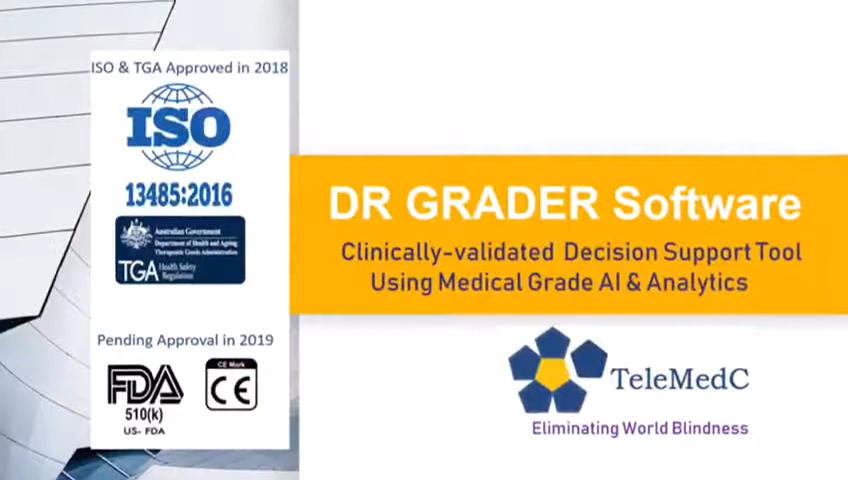 ISO & TGA Approved in 2018
ISO
13485:2016
Australian Government
Department of Health and Ageing
Therapeutic Goods Administration
TGA Health Safety
Regulation
Pending Approval in 2019
FDA
510(k)
US- FDA
CE Mark
CE
DR GRADER Software
Clinically-validated Decision Support Tool
Using Medical Grade AI & Analytics
TeleMedC
Eliminating World Blindness